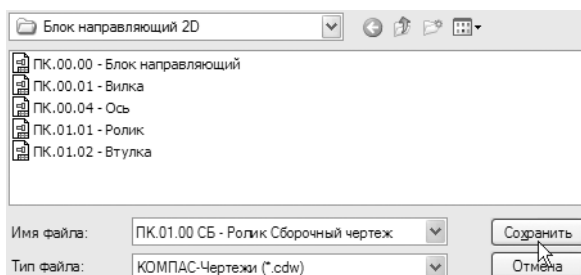 Блок направляющий 2D
ПК.00.00 - Блок направляющий
ПК.00.01 - Вилка
ПК.00.04 - Ось
ПК.01.01 - Ролик
ПК.01.02 - Втулка
Имя файла: ПК.01.00 СБ - Ролик Сборочный чертеж Сохранить
Тип файла: КОМПАС-Чертежи (*.cdw) Отмена